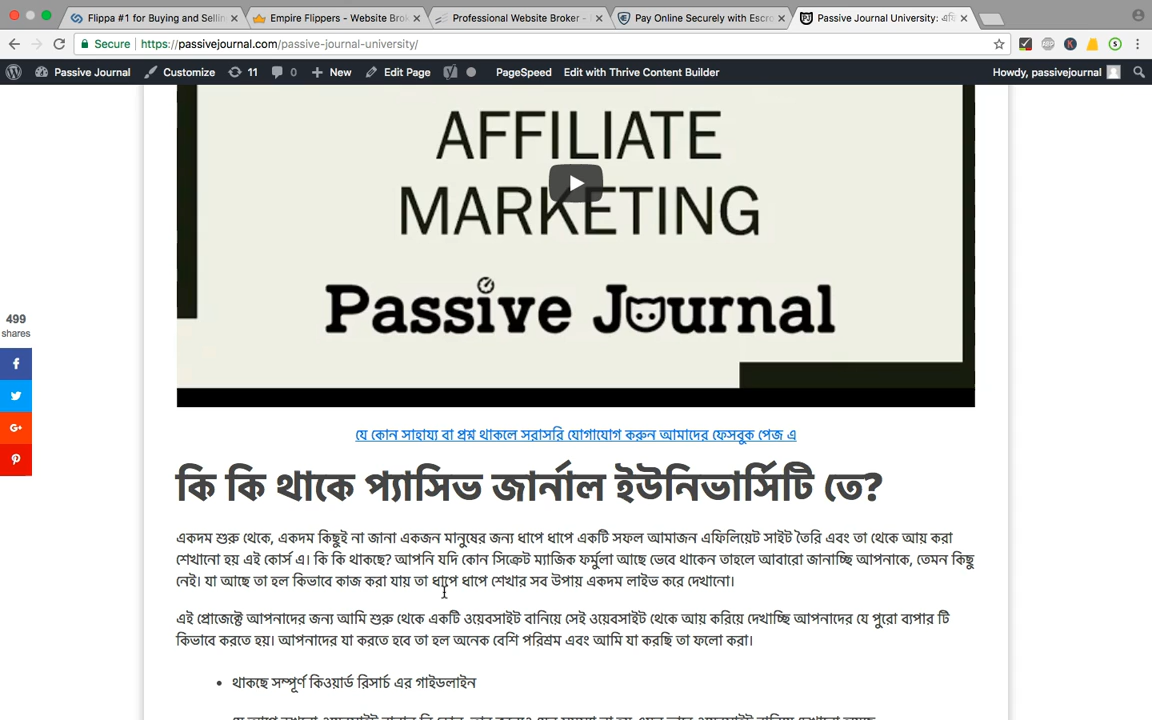 Flippa #1 for Buying and Sellin
Empire Flippers - Website Brok
Professional Website Broker -
Pay Online Securely with Escro
Passive Journal University:
Secure https://passivejournal.com/passive-journal-university/
Passive Journal Customize 11 0 New Edit Page PageSpeed Edit with Thrive Content Builder Howdy, passivejournal
AFFILIATE
MARKETING
Passive Journal
499
shares
যে কোন সাহায্য বা প্রশ্ন থাকলে সরাসরি যোগাযোগ করুন আমাদের ফেসবুক পেজ এ
কি কি থাকে প্যাসিভ জার্নাল ইউনিভার্সিটি তে?
একদম শুরু থেকে, একদম কিছুই না জানা একজন মানুষের জন্য ধাপে ধাপে একটি সফল আমাজন এফিলিয়েট সাইট তৈরি এবং তা থেকে আয় করা
শেখানো হয় এই কোর্স এ। কি কি থাকছে? আপনি যদি কোন সিক্রেট ম্যাজিক ফর্মুলা আছে ভেবে থাকেন তাহলে আবারো জানাচ্ছি আপনাকে, তেমন কিছু
নেই। যা আছে তা হল কিভাবে কাজ করা যায় তা ধাপে ধাপে শেখার সব উপায় একদম লাইভ করে দেখানো।
এই প্রোজেক্টে আপনাদের জন্য আমি শুরু থেকে একটি ওয়েবসাইট বানিয়ে সেই ওয়েবসাইট থেকে আয় করিয়ে দেখাচ্ছি আপনাদের যে পুরো ব্যপার টি
কিভাবে করতে হয়। আপনাদের যা করতে হবে তা হল অনেক বেশি পরিশ্রম এবং আমি যা করছি তা ফলো করা।
• থাকছে সম্পূর্ণ কিওয়ার্ড রিসার্চ এর গাইডলাইন